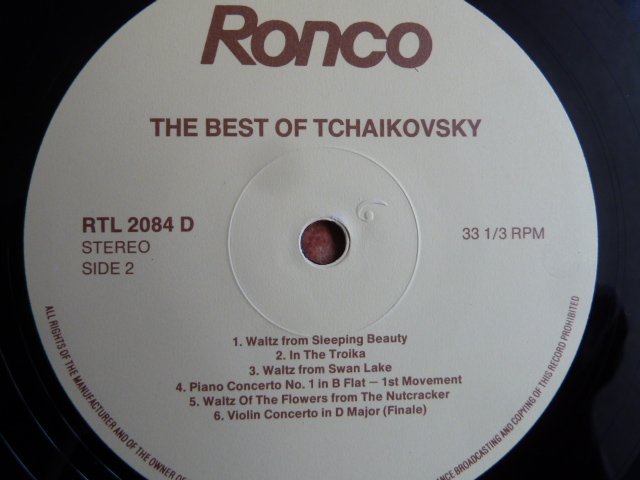 Ronco
THE BEST OF TCHAIKOVSKY
RTL 2084 D
STEREO
SIDE 2
33 1/3 RPM
6
1. Waltz from Sleeping Beauty
2. In The Troika
3. Waltz from Swan Lake
4. Piano Concerto No. 1 in B Flat — 1st Movement
5. Waltz Of The Flowers from The Nutcracker
6. Violin Concerto in D Major (Finale)
ALL RIGHTS OF THE MANUFACTURER AND OF THE OWNER OF
BROADCASTING AND COPYING OF THIS RECORD PROHIBITED